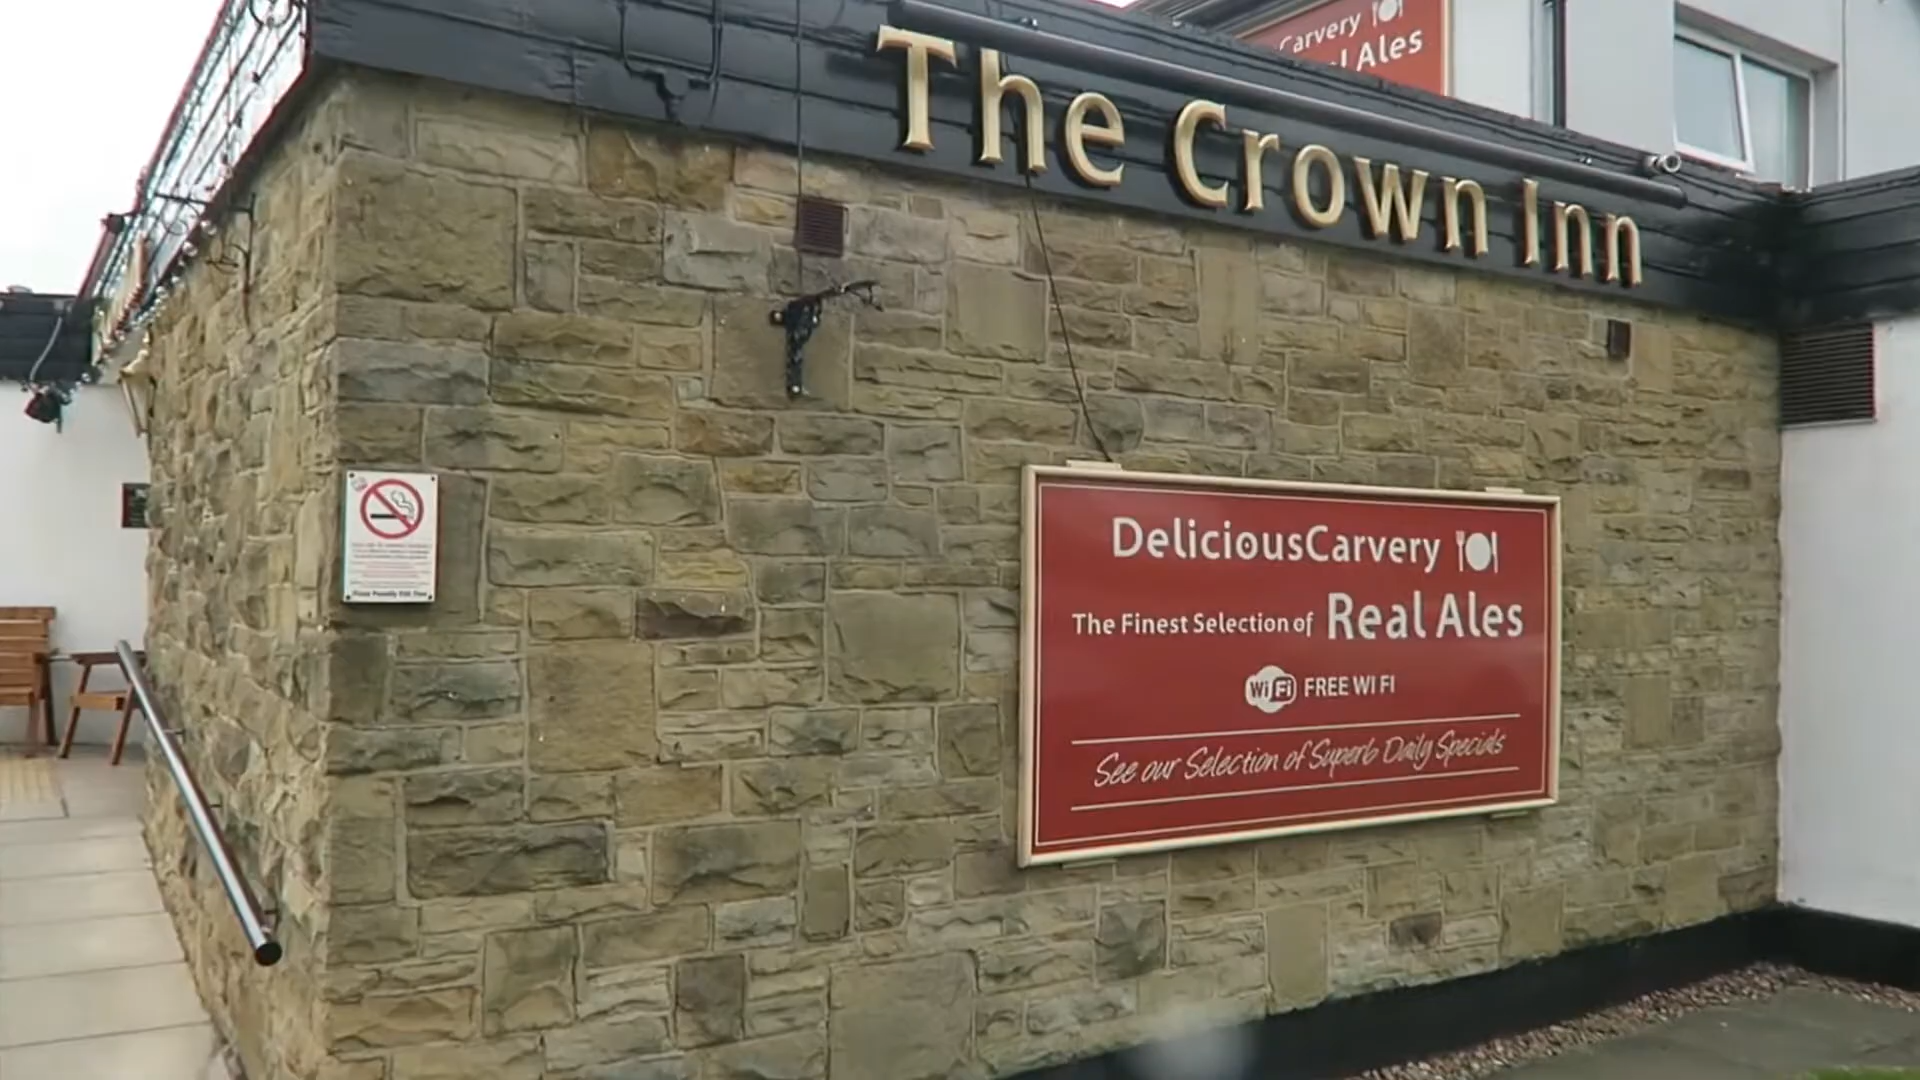 Carvery
Ales
The Crown Inn
DeliciousCarvery
The Finest Selection of Real Ales
WiFi FREE WI FI
See our Selection of Superb Daily Specials